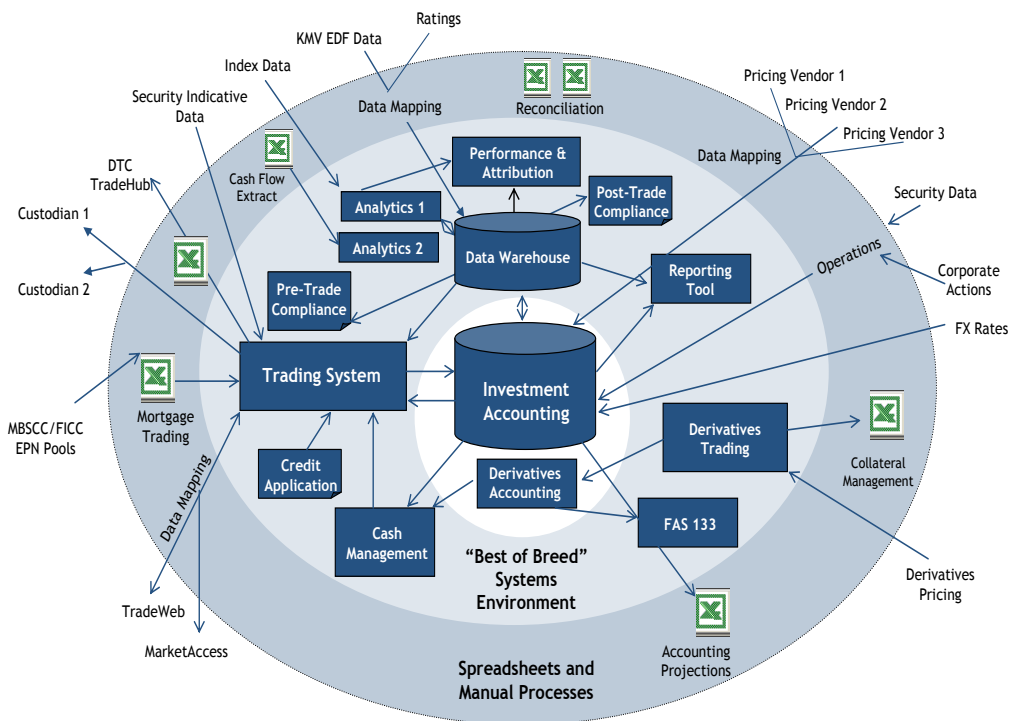 Ratings
KMV EDF Data
Index Data
Security Indicative
Data
Data Mapping
Reconciliation
Pricing Vendor 1
Pricing Vendor 2
Pricing Vendor 3
Data Mapping
DTC
TradeHub
Cash Flow
Extract
Performance &
Attribution
Post-Trade
Compliance
Security Data
Custodian 1
Analytics 1
Analytics 2
Data Warehouse
Operations
Reporting
Tool
Corporate
Actions
Custodian 2
Pre-Trade
Compliance
FX Rates
Trading System
Investment
Accounting
Mortgage
Trading
MBSCC/FICC
EPN Pools
Derivatives
Trading
Collateral
Management
Credit
Application
Derivatives
Accounting
Data Mapping
Cash
Management
FAS 133
"Best of Breed"
Systems
Environment
Derivatives
Pricing
TradeWeb
MarketAccess
Accounting
Projections
Spreadsheets and
Manual Processes